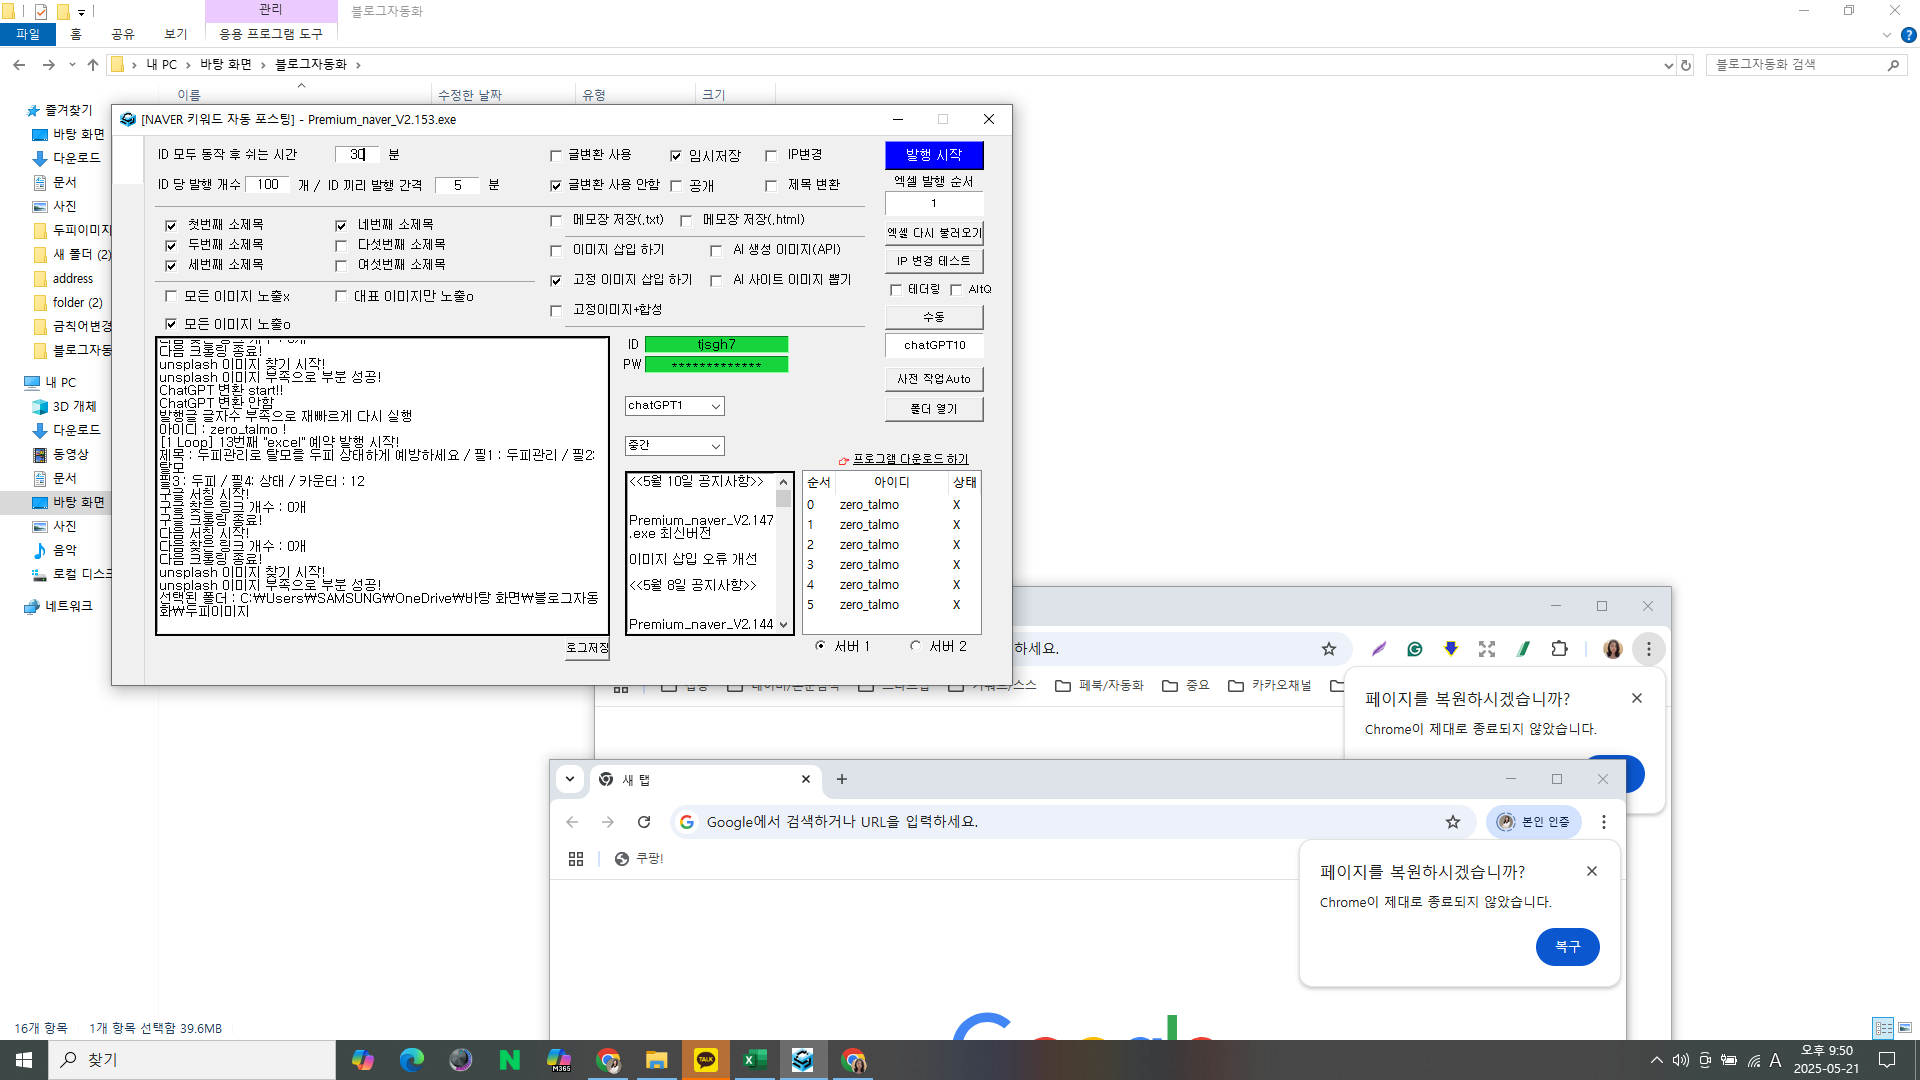 관리
블로그자동화
파일
홈
공유
보기
응용 프로그램 도구
내 PC
바탕 화면
블로그자동화
블로그자동화 검색
이름
수정한 날짜
유형
크기
즐겨찾기
바탕 화면
다운로드
문서
사진
두피이미지
새 폴더 (2)
address
folder (2)
금칙어변경
블로그자동
내 PC
3D 개체
다운로드
동영상
문서
바탕 화면
사진
음악
로컬 디스크
네트워크
16개 항목
1개 항목 선택함 39.6MB
[NAVER 키워드 자동 포스팅] - Premium_naver_V2.153.exe
ID 모두 동작 후 쉬는 시간
30
분
ID 당 발행 개수
100
개 / ID 끼리 발행 간격
5
분
글변환 사용
임시저장
IP변경
글변환 사용 안함
공개
제목 변환
발행 시작
엑셀 발행 순서
1
엑셀 다시 불러오기
IP 변경 테스트
테더링
AltQ
수동
chatGPT10
사전 작업Auto
폴더 열기
첫번째 소제목
네번째 소제목
두번째 소제목
다섯번째 소제목
세번째 소제목
여섯번째 소제목
모든 이미지 노출x
대표 이미지만 노출o
모든 이미지 노출o
메모장 저장(.txt)
메모장 저장(.html)
이미지 삽입 하기
AI 생성 이미지(API)
고정 이미지 삽입 하기
AI 사이트 이미지 뽑기
고정이미지+합성
다음 크롤링 종료!
unsplash 이미지 찾기 시작!
unsplash 이미지 부족으로 부분 성공!
ChatGPT 변환 start!!
ChatGPT 변환 안함
발행글 글자수 부족으로 재빠르게 다시 실행
아이디 : zero_talmo !
[1 Loop] 13번째 "excel" 예약 발행 시작!
제목 : 두피관리로 탈모를 두피 상태하게 예방하세요 / 필1 : 두피관리 / 필2:
탈모
필3 : 두피 / 필4: 상태 / 카운터 : 12
구글 서칭 시작!
구글 찾은 링크 개수 : 0개
구글 크롤링 종료!
다음 서칭 시작!
다음 찾은 링크 개수 : 0개
다음 크롤링 종료!
unsplash 이미지 찾기 시작!
unsplash 이미지 부족으로 부분 성공!
선택된 폴더 : C:₩Users₩SAMSUNG₩OneDrive₩바탕 화면₩블로그자동
화₩두피이미지
로그저장
ID
tjsgh7
PW
*************
chatGPT1
중간
프로그램 다운로드 하기
<<5월 10일 공지사항>>
Premium_naver_V2.147
.exe 최신버전
이미지 삽입 오류 개선
<<5월 8일 공지사항>>
Premium_naver_V2.144
순서
아이디
상태
0 zero_talmo X
1 zero_talmo X
2 zero_talmo X
3 zero_talmo X
4 zero_talmo X
5 zero_talmo X
서버 1
서버 2
하세요.
페북/자동화
중요
카카오채널
페이지를 복원하시겠습니까?
Chrome이 제대로 종료되지 않았습니다.
새 탭
Google에서 검색하거나 URL을 입력하세요.
본인 인증
쿠팡!
페이지를 복원하시겠습니까?
Chrome이 제대로 종료되지 않았습니다.
복구
찾기
M365
TALK
A
오후 9:50
2025-05-21